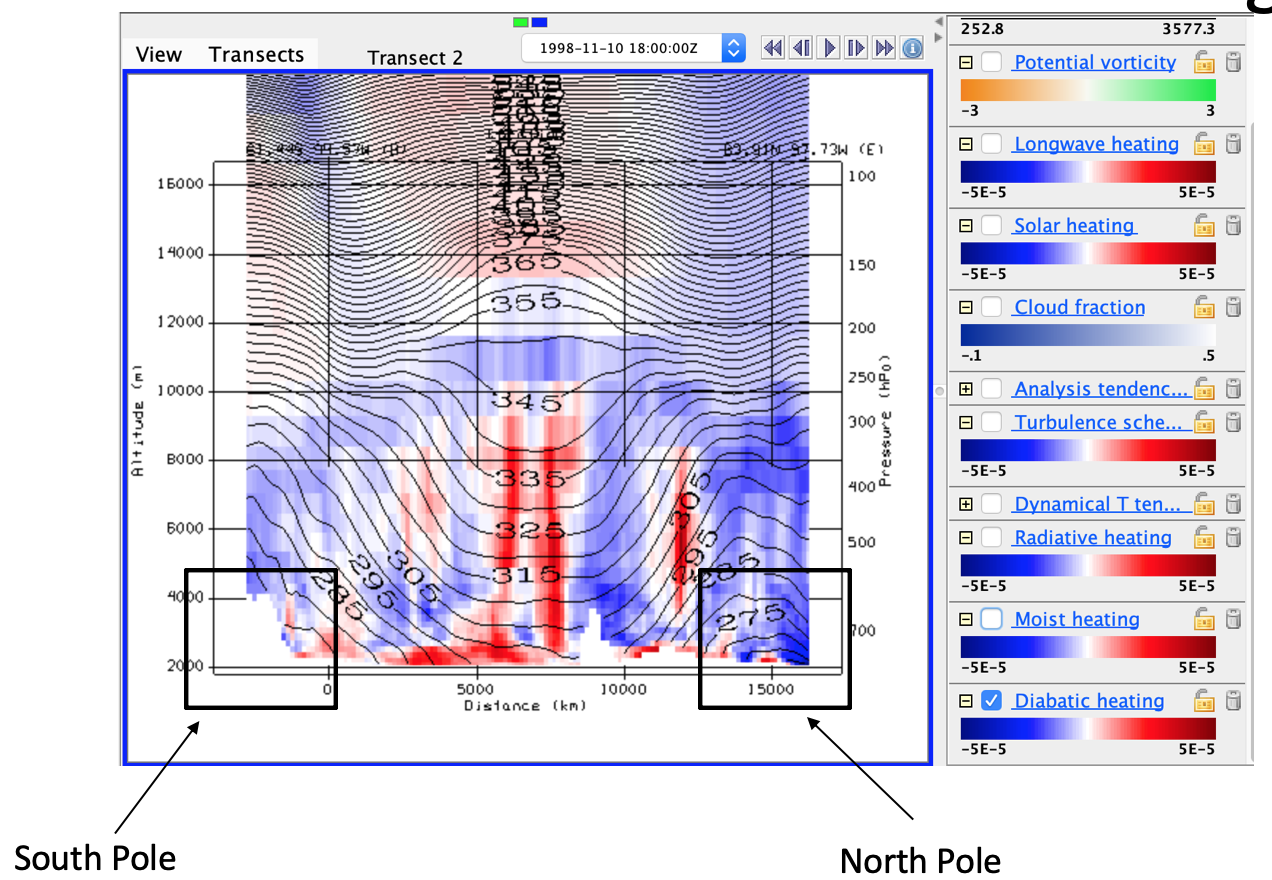 252.8 3577.3
View Transects Transect 2 1998-11-10 18:00:00Z
Potential vorticity
-3 3
Longwave heating
-5E-5 5E-5
Solar heating
-5E-5 5E-5
Cloud fraction
-.1 .5
Analysis tendenc...
Turbulence sche...
-5E-5 5E-5
Dynamical T ten...
Radiative heating
-5E-5 5E-5
Moist heating
-5E-5 5E-5
Diabatic heating
-5E-5 5E-5
97.73W (E)
16000
14000
12000
10000
8000
6000
4000
2000
Altitude (m)
100
150
200
250
300
400
500
700
Pressure (hPa)
375
365
355
345
335
325
315
305
295
285
305
295
285
275
0 5000 10000 15000
Distance (km)
South Pole
North Pole